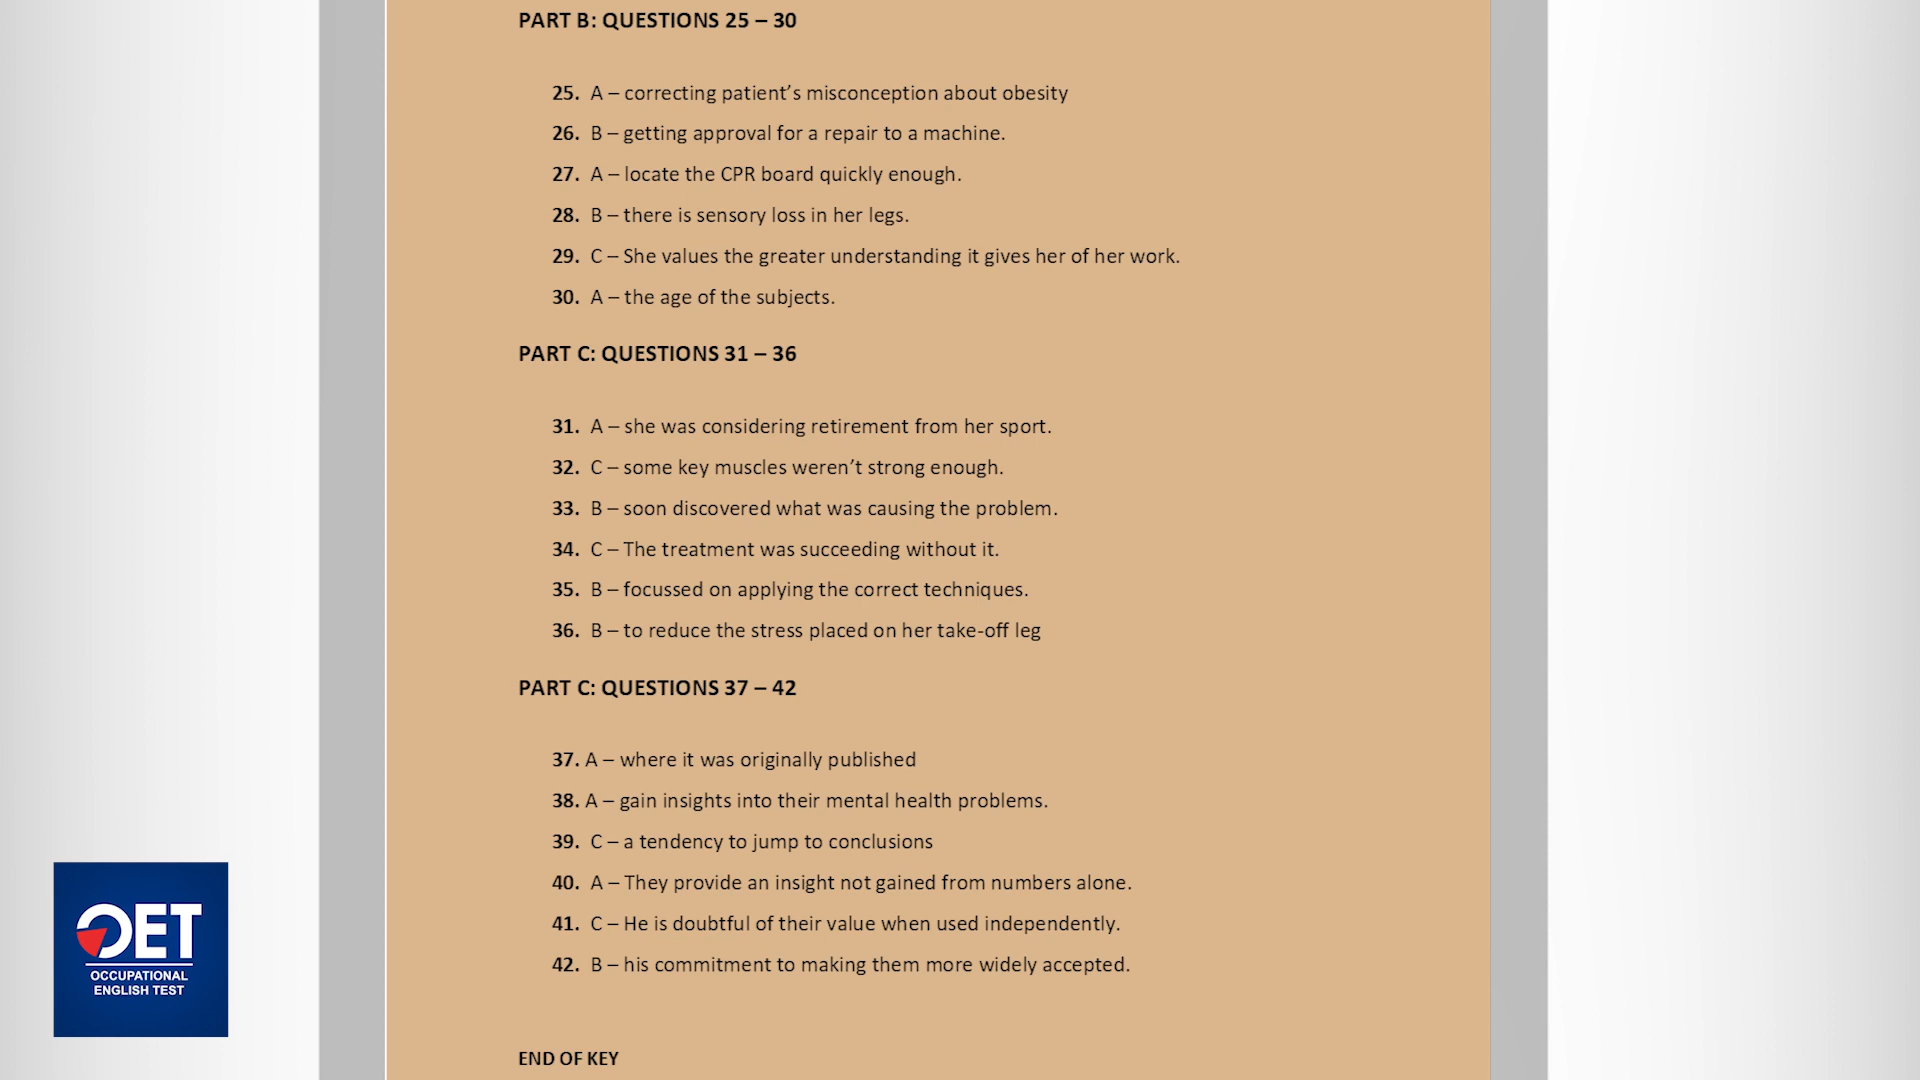 PART B: QUESTIONS 25 – 30
25. A – correcting patient’s misconception about obesity
26. B – getting approval for a repair to a machine.
27. A – locate the CPR board quickly enough.
28. B – there is sensory loss in her legs.
29. C – She values the greater understanding it gives her of her work.
30. A – the age of the subjects.
PART C: QUESTIONS 31 – 36
31. A – she was considering retirement from her sport.
32. C – some key muscles weren’t strong enough.
33. B – soon discovered what was causing the problem.
34. C – The treatment was succeeding without it.
35. B – focussed on applying the correct techniques.
36. B – to reduce the stress placed on her take-off leg
PART C: QUESTIONS 37 – 42
37. A – where it was originally published
38. A – gain insights into their mental health problems.
39. C – a tendency to jump to conclusions
40. A – They provide an insight not gained from numbers alone.
41. C – He is doubtful of their value when used independently.
42. B – his commitment to making them more widely accepted.
END OF KEY
OET
OCCUPATIONAL
ENGLISH TEST